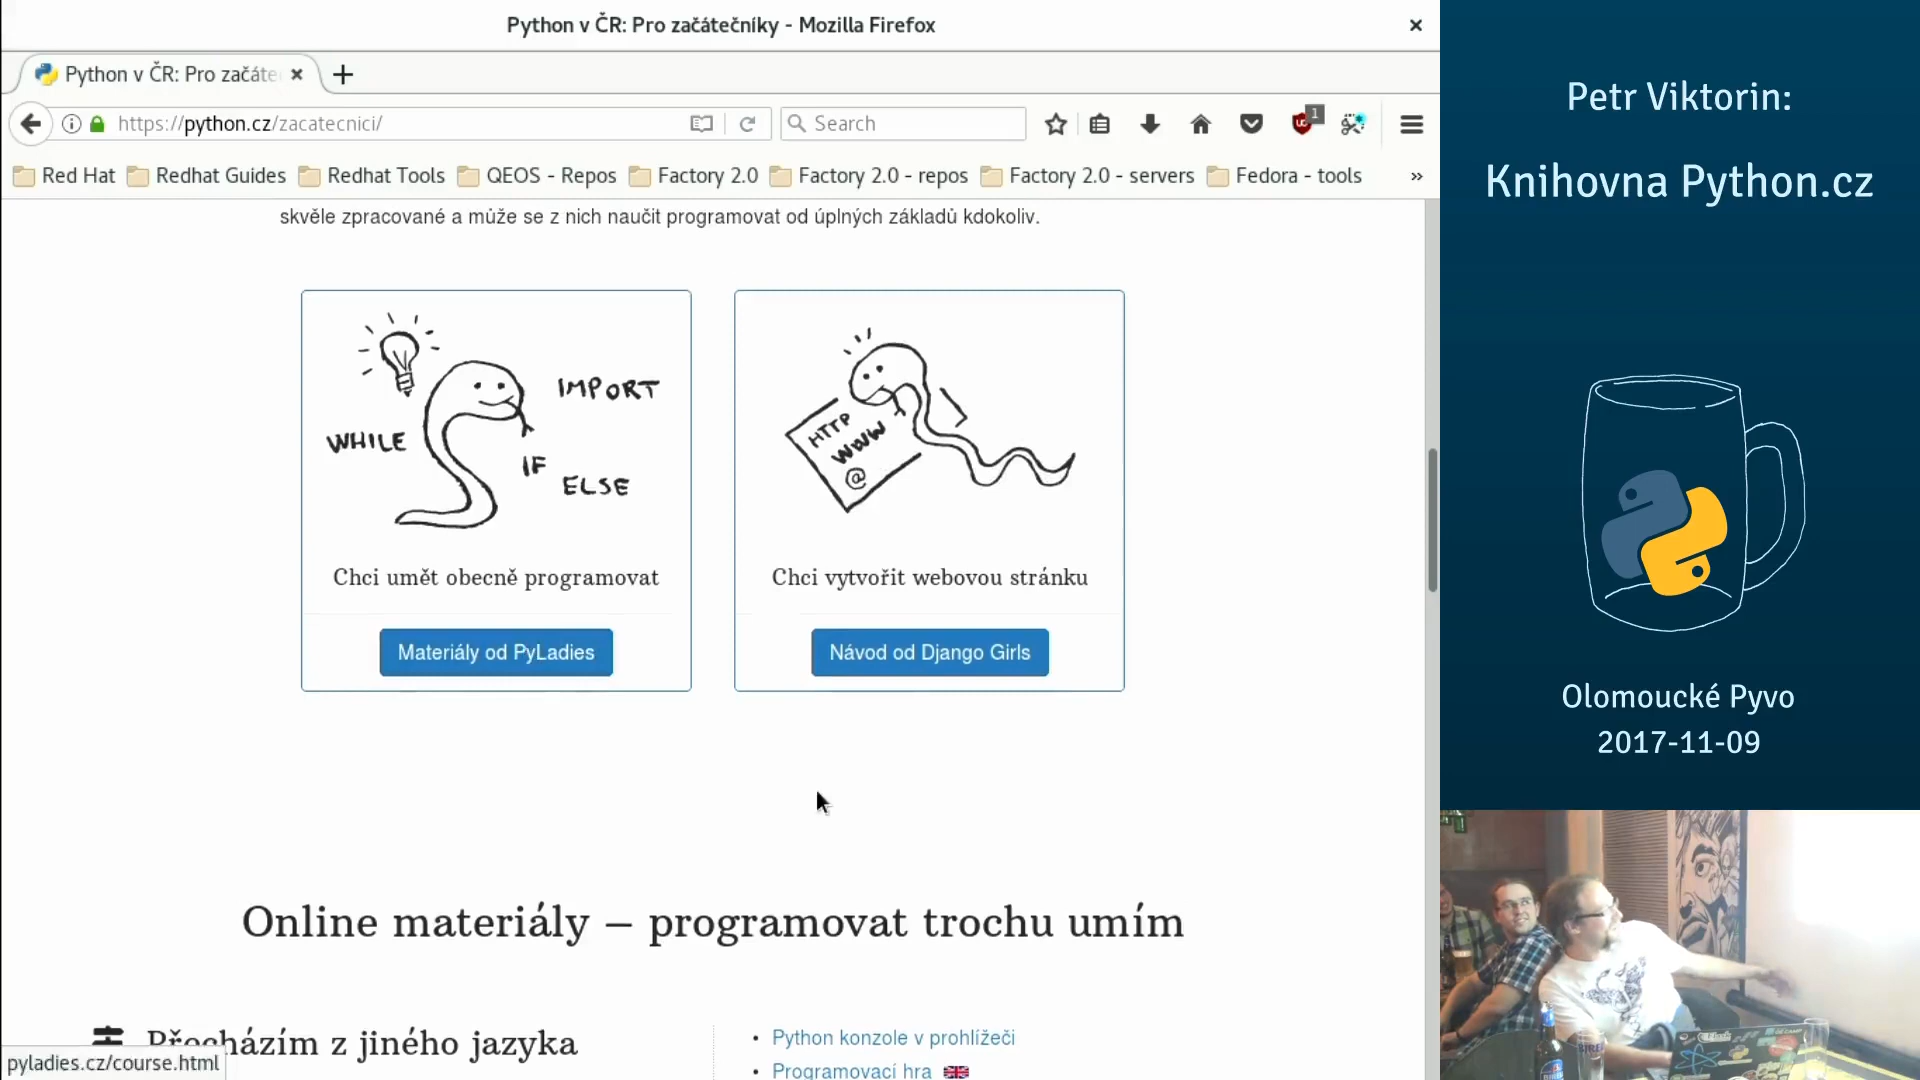 Python v ČR: Pro začátečníky - Mozilla Firefox
Python v ČR: Pro začáte
https://python.cz/zacatecnici/
Search
1
Red Hat
Redhat Guides
Redhat Tools
QEOS - Repos
Factory 2.0
Factory 2.0 - repos
Factory 2.0 - servers
Fedora - tools
»
skvěle zpracované a může se z nich naučit programovat od úplných základů kdokoliv.
IMPORT
WHILE
IF
ELSE
Chci umět obecně programovat
Materiály od PyLadies
HTTP
WWW
@
Chci vytvořit webovou stránku
Návod od Django Girls
Online materiály – programovat trochu umím
Přecházím z jiného jazyka
• Python konzole v prohlížeči
• Programovací hra
pyladies.cz/course.html
Petr Viktorin:
Knihovna Python.cz
Olomoucké Pyvo
2017-11-09